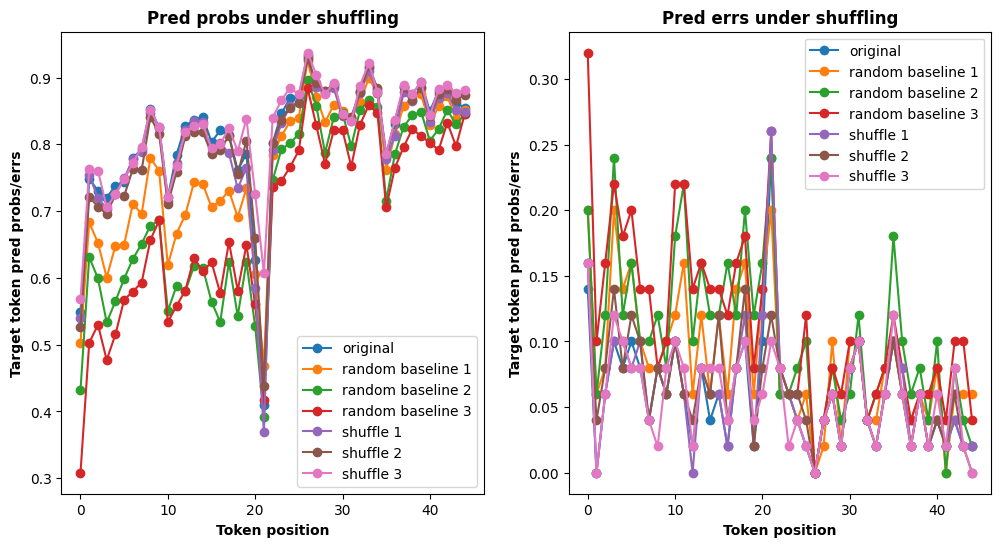 Pred probs under shuffling
Target token pred probs/errs
0.9
0.8
0.7
0.6
0.5
0.4
0.3
original
random baseline 1
random baseline 2
random baseline 3
shuffle 1
shuffle 2
shuffle 3
0 10 20 30 40
Token position
Pred errs under shuffling
Target token pred probs/errs
0.30
0.25
0.20
0.15
0.10
0.05
0.00
original
random baseline 1
random baseline 2
random baseline 3
shuffle 1
shuffle 2
shuffle 3
0 10 20 30 40
Token position